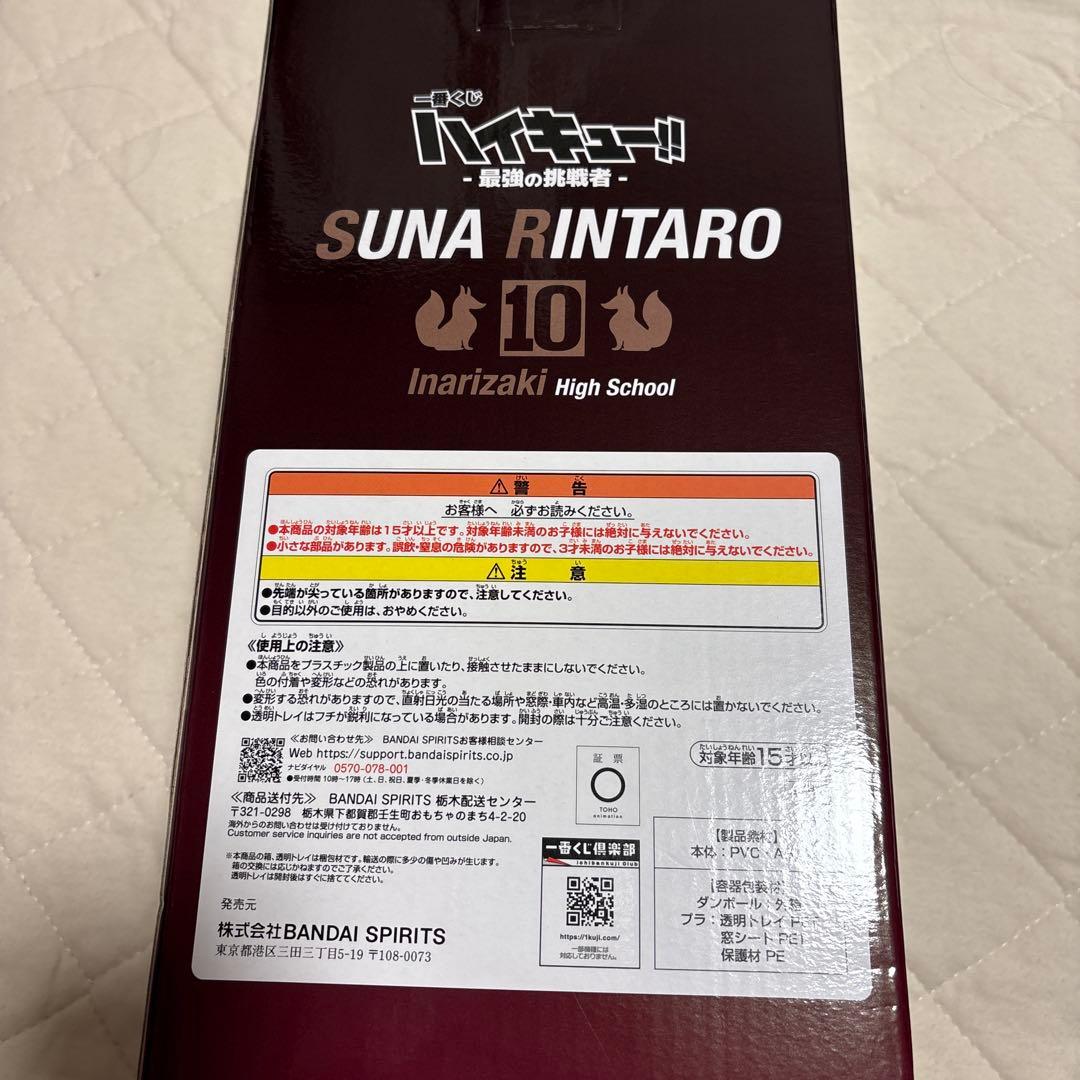 一番くじ
ハイキュー!!
- 最強の挑戦者 -
SUNA RINTARO
10
Inarizaki High School
⚠警告
お客様へ 必ずお読みください。
●本商品の対象年齢は15才以上です。対象年齢未満のお子様には絶対に与えないでください。
●小さな部品があります。誤飲・窒息の危険がありますので、3才未満のお子様には絶対に与えないでください。
⚠注意
●先端が尖っている箇所がありますので、注意してください。
●目的以外のご使用は、おやめください。
≪使用上の注意≫
●本商品をプラスチック製品の上に置いたり、接触させたままにしないでください。
色の付着や変形などの恐れがあります。
●変形する恐れがありますので、直射日光の当たる場所や窓際・車内など高温・多湿のところには置かないでください。
●透明トレイはフチが鋭利になっている場合があります。開封の際は十分ご注意ください。
≪お問い合わせ先≫ BANDAI SPIRITSお客様相談センター
Web https://support.bandaispirits.co.jp
ナビダイヤル 0570-078-001
●受付時間 10時〜17時(土、日、祝日、夏季・冬季休業日を除く)
≪商品送付先≫ BANDAI SPIRITS 栃木配送センター
〒321-0298 栃木県下都賀郡壬生町おもちゃのまち4-2-20
海外からのお問い合わせは受け付けておりません。
Customer service inquiries are not accepted from outside Japan.
※本商品の箱、透明トレイは梱包材です。輸送の際に多少の傷や凹みが生じます。
箱の交換には応じかねますのでご了承ください。
透明トレイは開封後はすぐに捨ててください。
発売元
株式会社BANDAI SPIRITS
東京都港区三田三丁目5-19 〒108-0073
証票
TOHO
animation
一番くじ倶楽部
ichibankuji Club
https://1kuji.com/
一部機種には
対応しておりません。
対象年齢15才以
【製品素材】
本体:PVC・A
【容器包装材
ダンボール:外箱
プラ:透明トレイ P
窓シート PET
保護材 PE